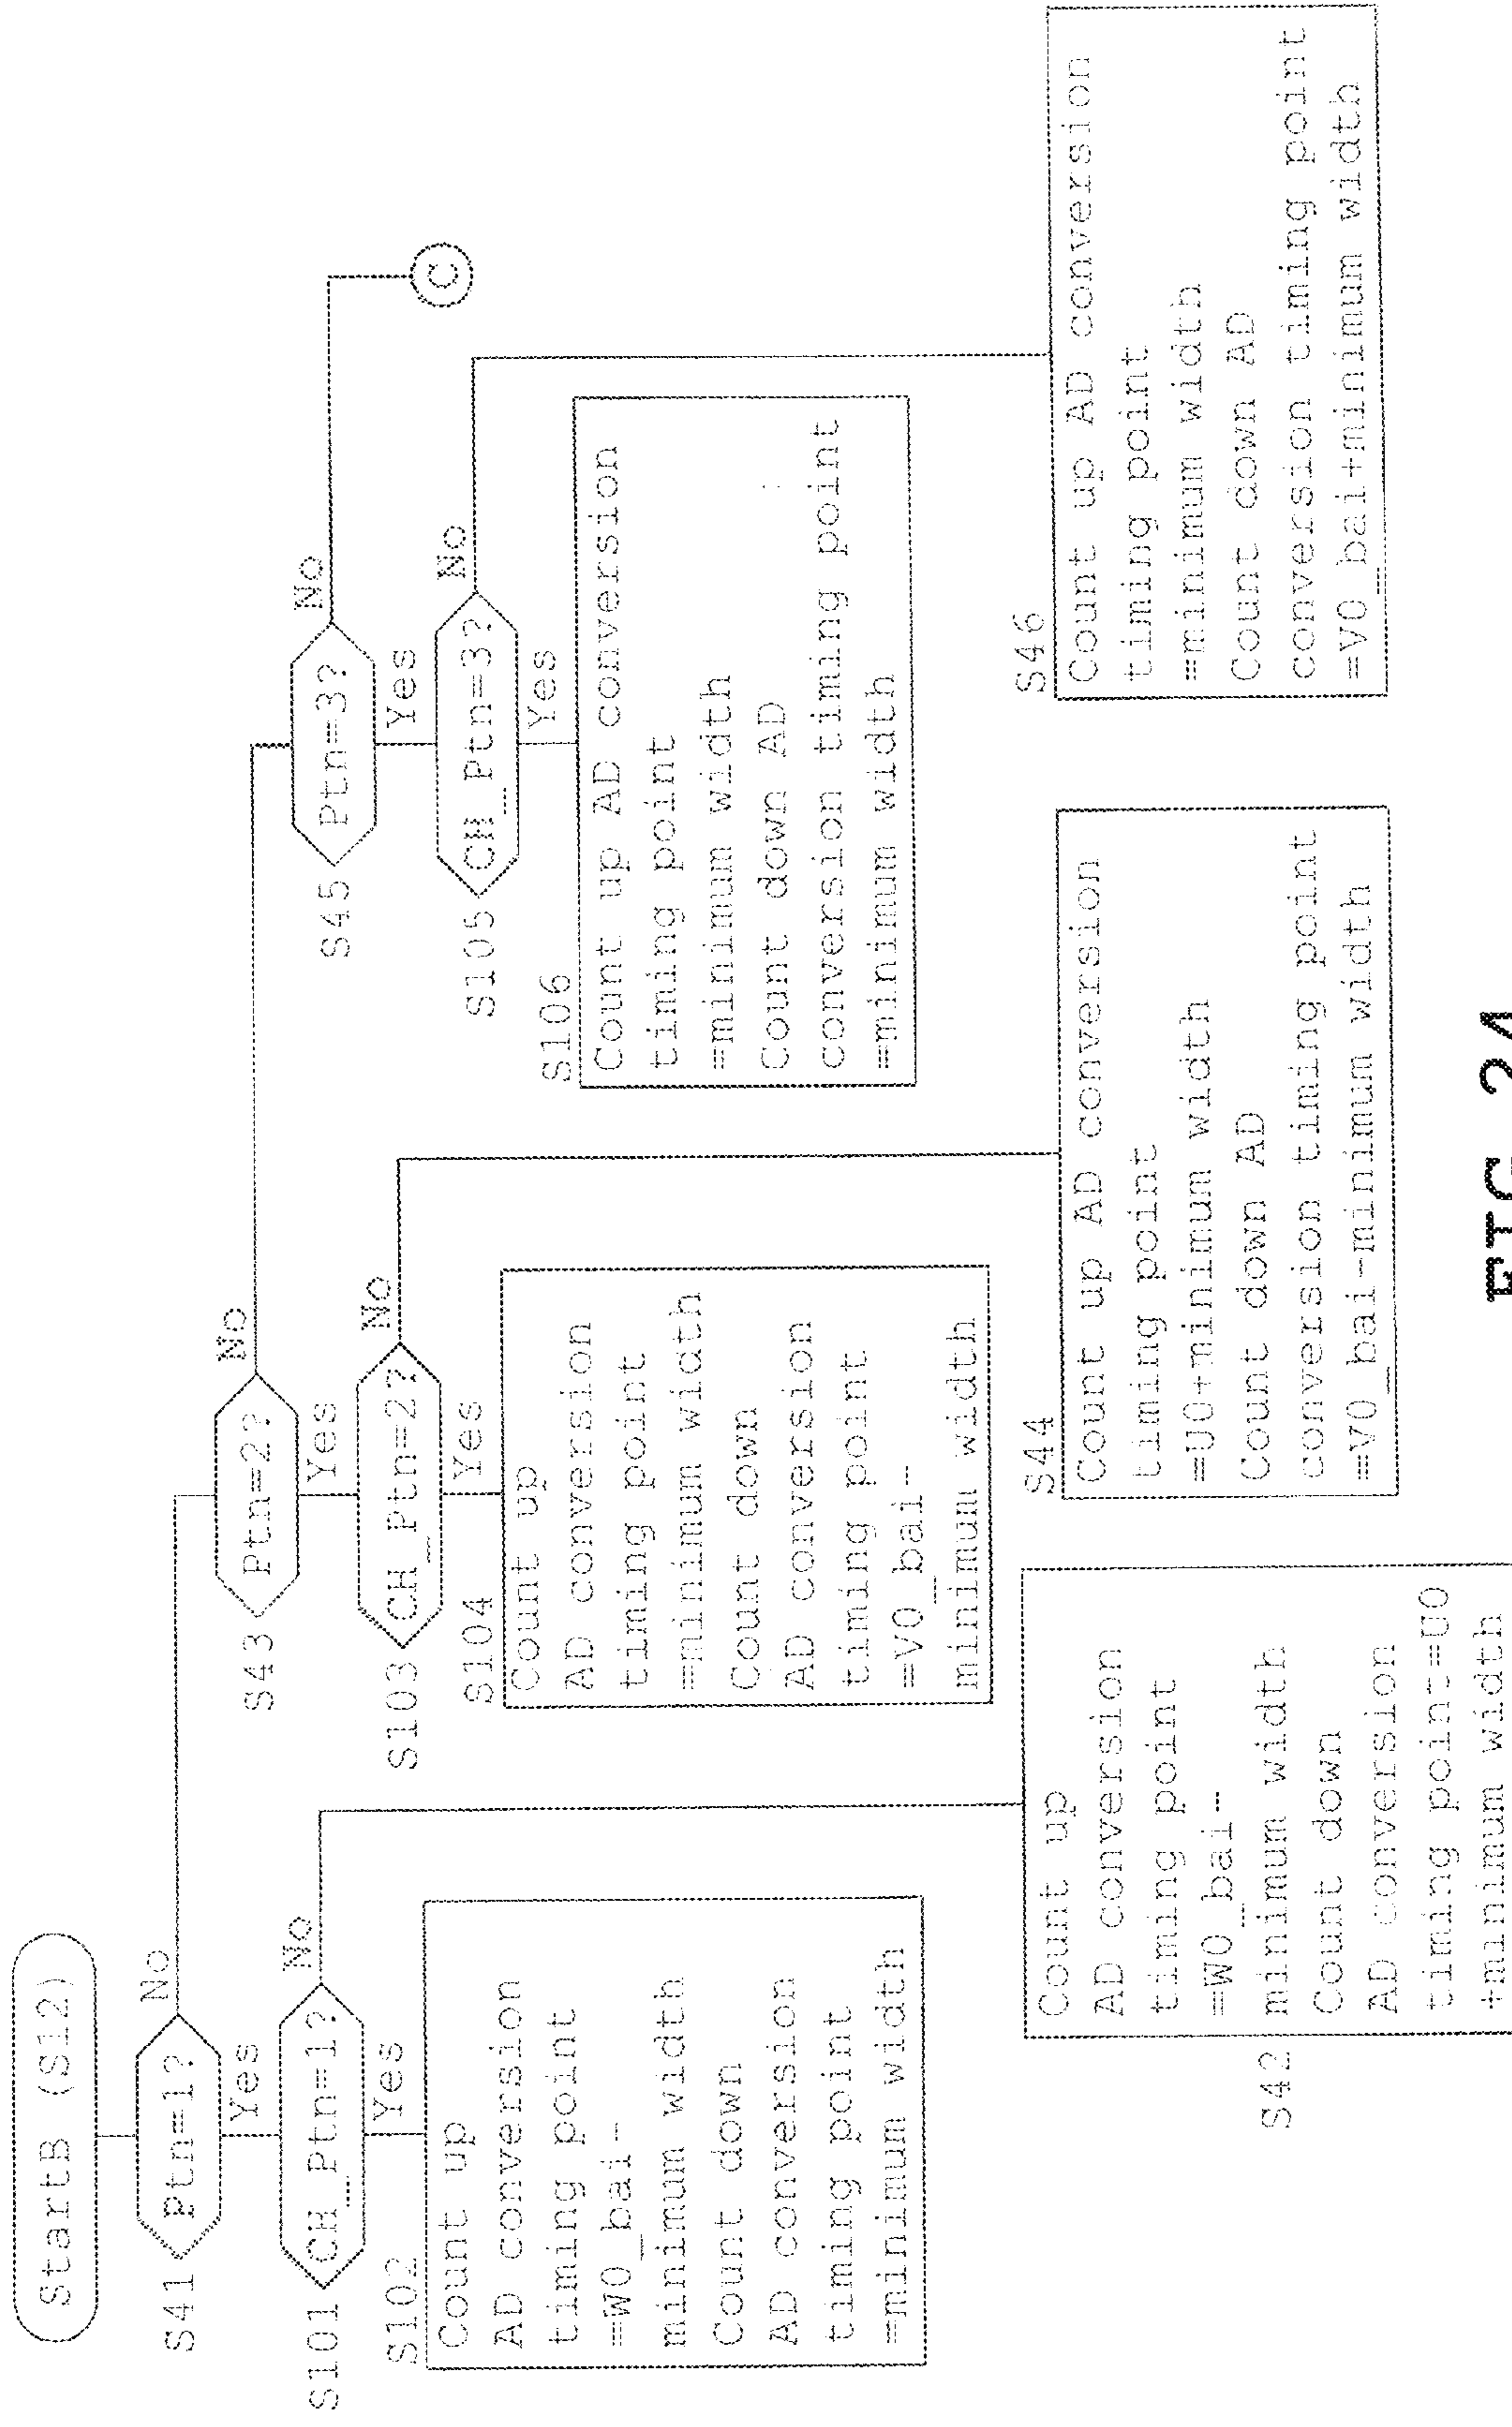 StartB (S12)
S41
Ptn=1?
No
Yes
S101
CH_Ptn=1?
No
Yes
S102
Count up
AD conversion
timing point
=W0_bai-
minimum width
Count down
AD conversion
timing point
=minimum width
S42
Count up
AD conversion
timing point
=W0_bai-
minimum width
Count down
AD conversion
timing point=U0
+minimum width
S43
Ptn=2?
No
Yes
S103
CH_Ptn=2?
No
Yes
S104
Count up
AD conversion
timing point
=minimum width
Count down
AD conversion
timing point
=V0_bai-
minimum width
S44
Count up AD conversion
timing point
=U0+minimum width
Count down AD
conversion timing point
=V0_bai-minimum width
S45
Ptn=3?
No
Yes
C
S105
CH_Ptn=3?
No
Yes
S106
Count up AD conversion
timing point
=minimum width
Count down AD
conversion timing point
=minimum width
S46
Count up AD conversion
timing point
=minimum width
Count down AD
conversion timing point
=V0_bai+minimum width